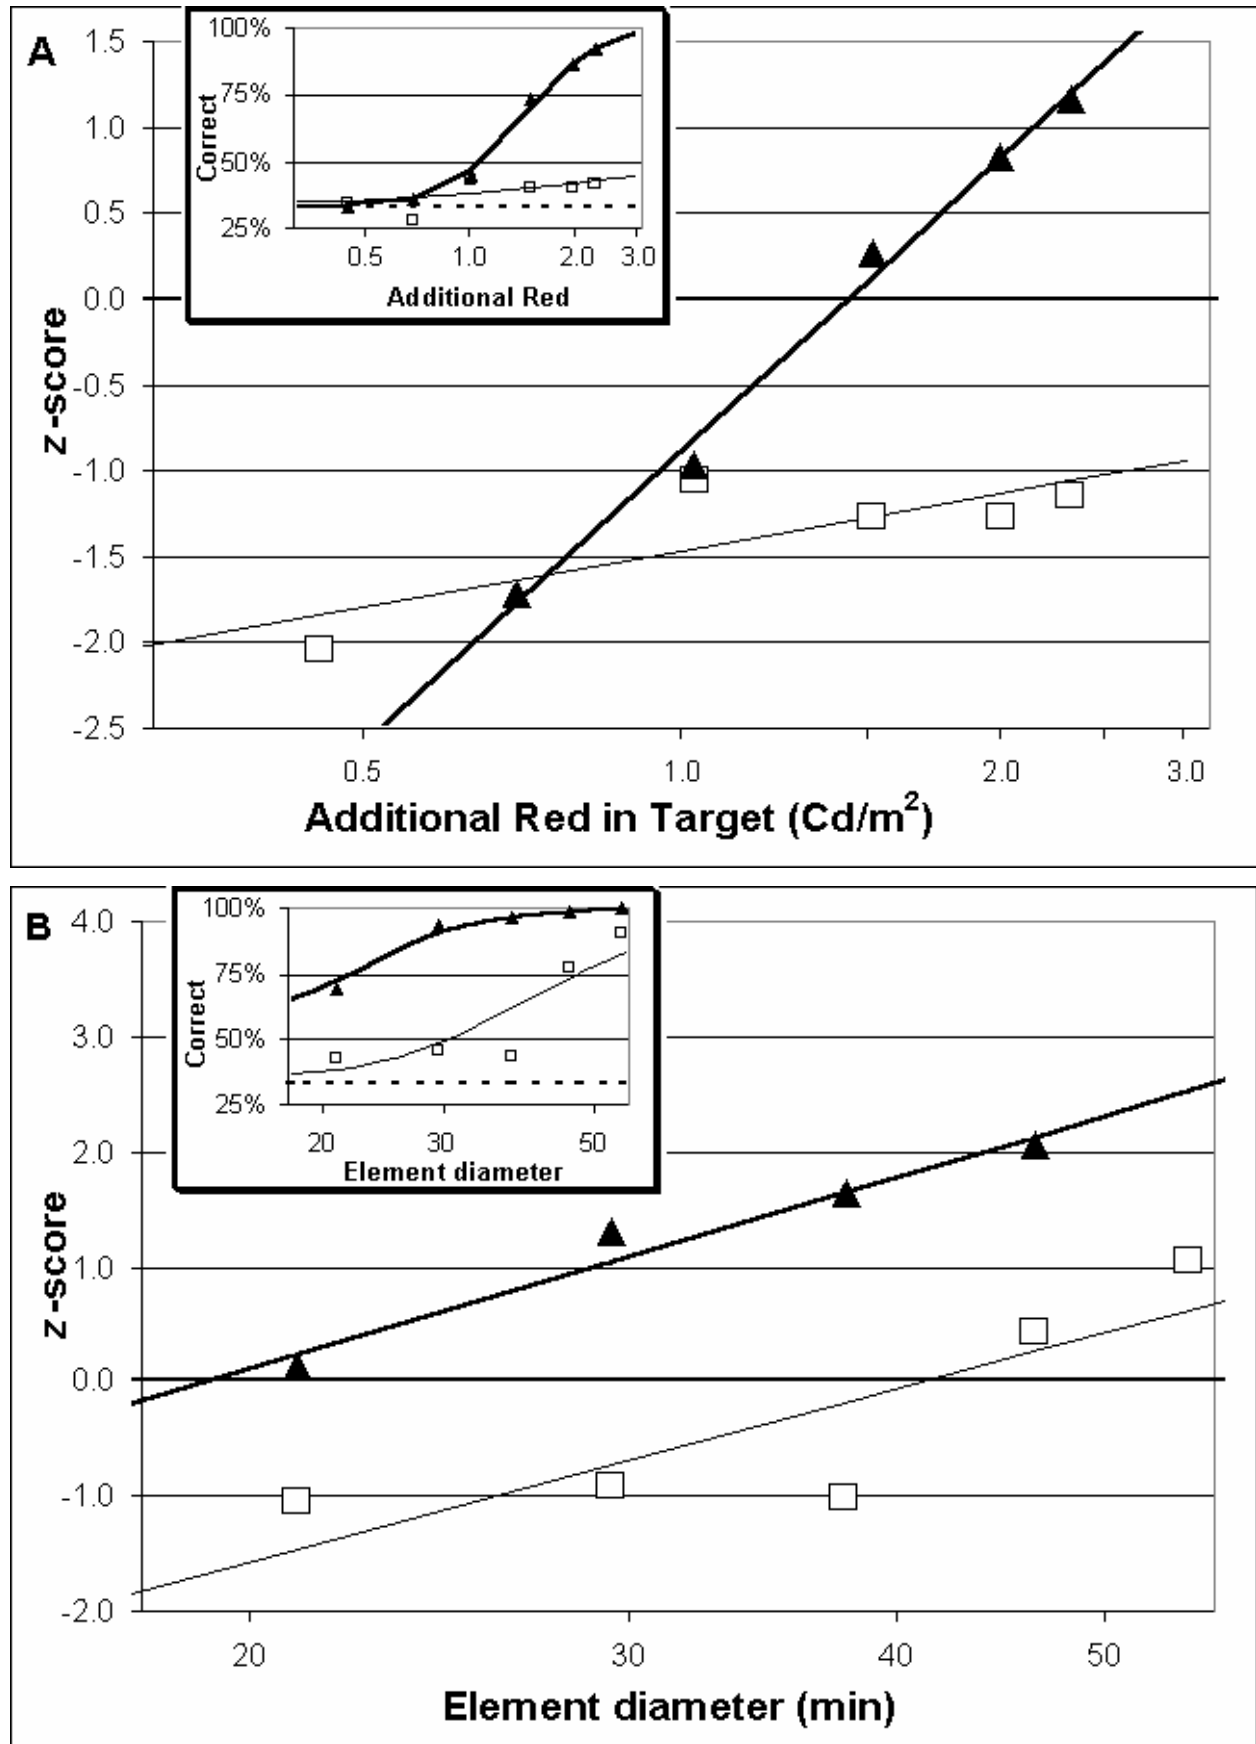 A
1.5
1.0
0.5
0.0
-0.5
-1.0
-1.5
-2.0
-2.5
z-score
0.5 1.0 2.0 3.0
Additional Red in Target (Cd/m²)
100%
75%
50%
25%
Correct
0.5 1.0 2.0 3.0
Additional Red
B
4.0
3.0
2.0
1.0
0.0
-1.0
-2.0
z-score
20 30 40 50
Element diameter (min)
100%
75%
50%
25%
Correct
20 30 50
Element diameter